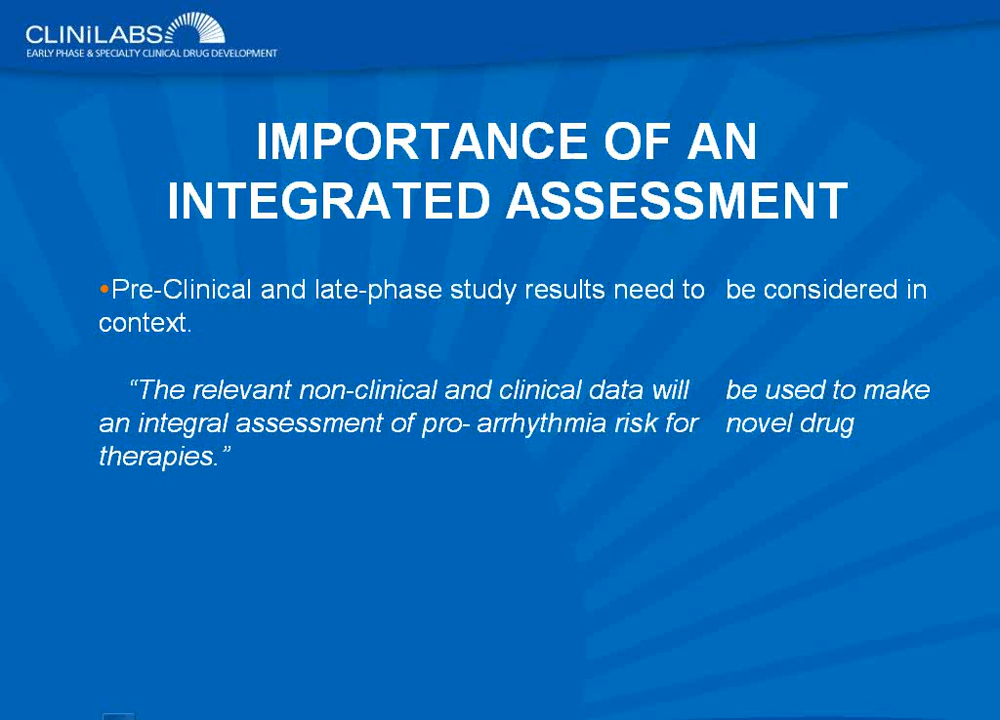 CLINILABS
EARLY PHASE & SPECIALTY CLINICAL DRUG DEVELOPMENT
IMPORTANCE OF AN
INTEGRATED ASSESSMENT
•Pre-Clinical and late-phase study results need to be considered in
context.
“The relevant non-clinical and clinical data will be used to make
an integral assessment of pro- arrhythmia risk for novel drug
therapies.”